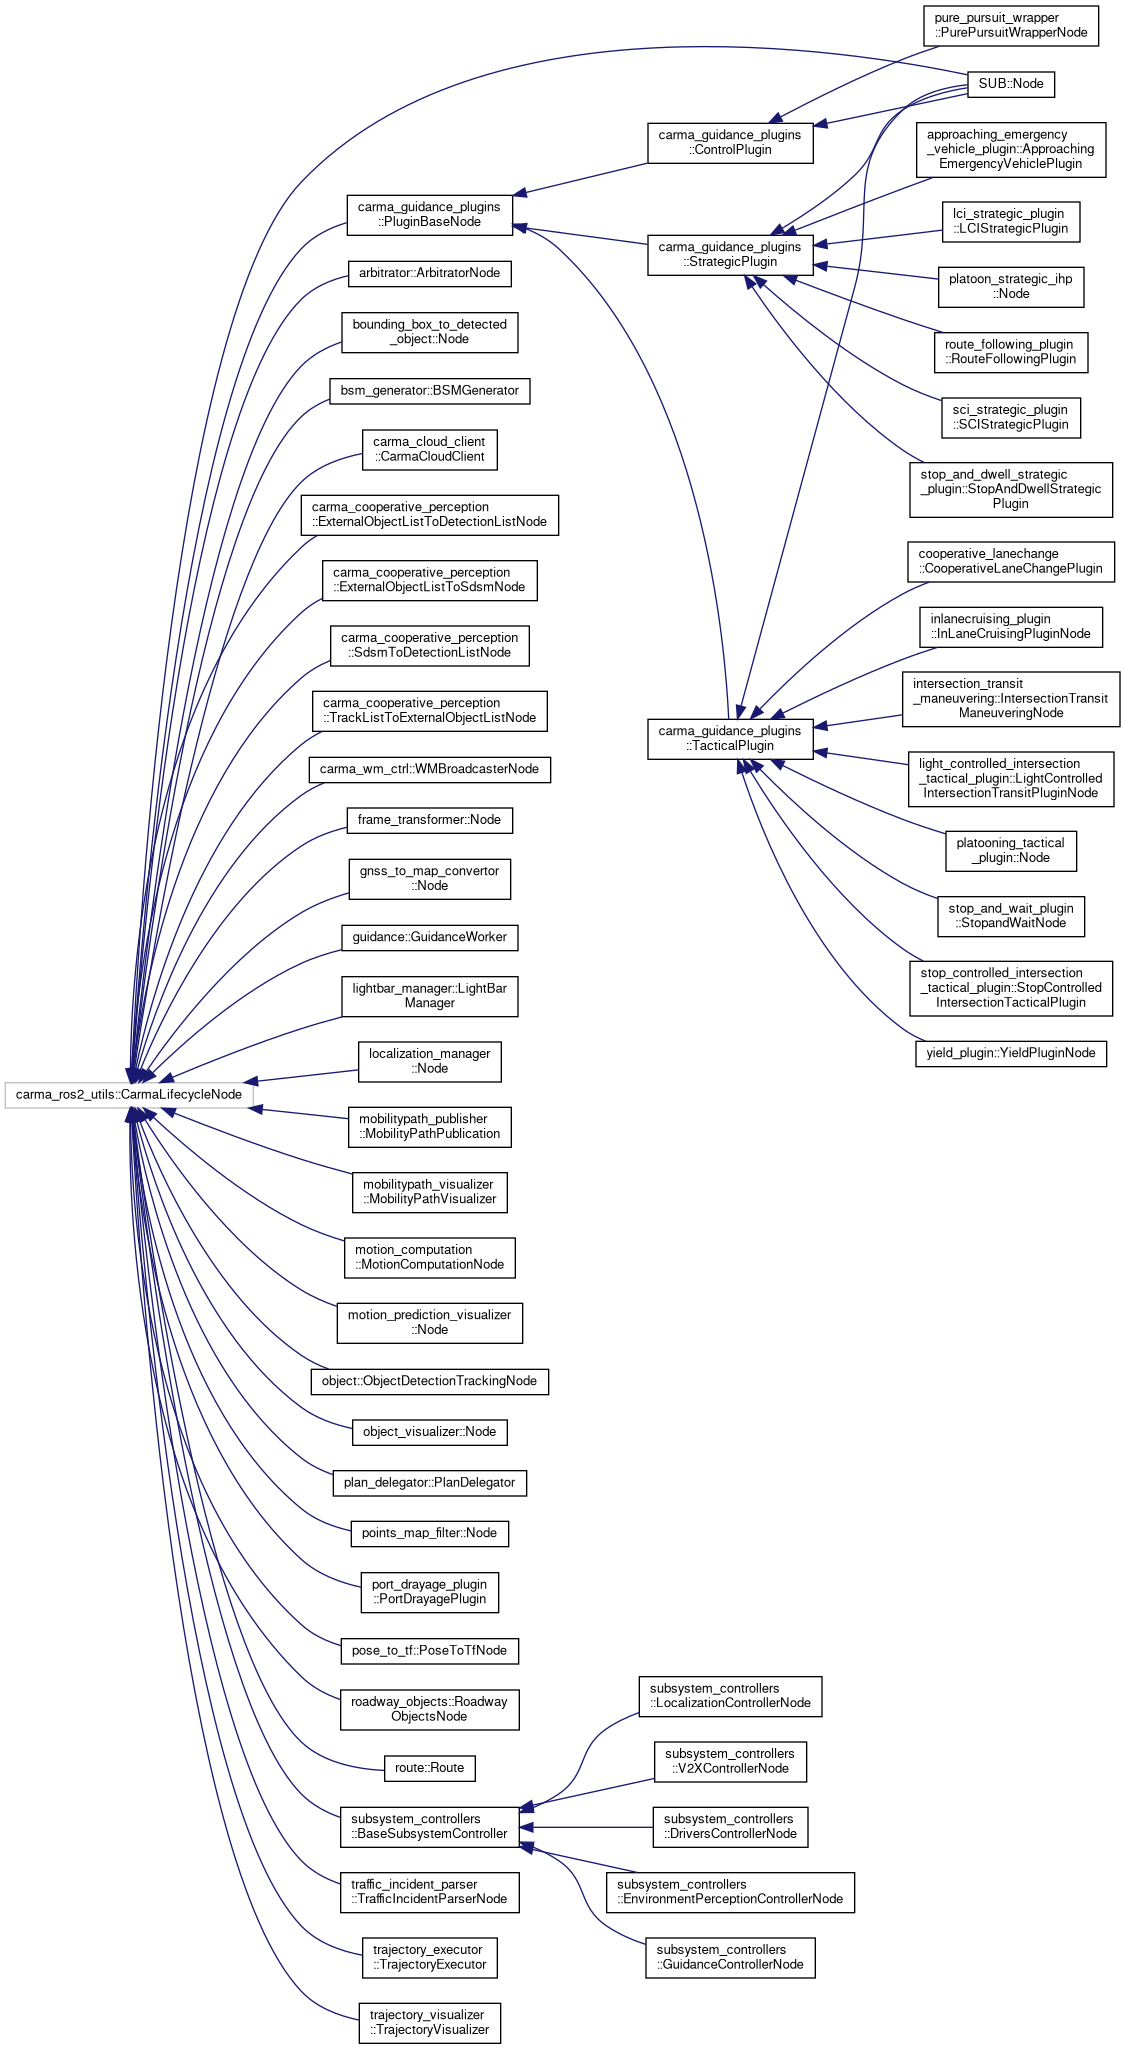 pure_pursuit_wrapper
::PurePursuitWrapperNode
SUB::Node
carma_guidance_plugins
::ControlPlugin
approaching_emergency
_vehicle_plugin::Approaching
EmergencyVehiclePlugin
carma_guidance_plugins
::PluginBaseNode
lci_strategic_plugin
::LCIStrategicPlugin
carma_guidance_plugins
::StrategicPlugin
arbitrator::ArbitratorNode
platoon_strategic_ihp
::Node
bounding_box_to_detected
_object::Node
route_following_plugin
::RouteFollowingPlugin
bsm_generator::BSMGenerator
sci_strategic_plugin
::SCIStrategicPlugin
carma_cloud_client
::CarmaCloudClient
stop_and_dwell_strategic
_plugin::StopAndDwellStrategic
Plugin
carma_cooperative_perception
::ExternalObjectListToDetectionListNode
cooperative_lanechange
::CooperativeLaneChangePlugin
carma_cooperative_perception
::ExternalObjectListToSdsmNode
inlanecruising_plugin
::InLaneCruisingPluginNode
carma_cooperative_perception
::SdsmToDetectionListNode
intersection_transit
_maneuvering::IntersectionTransit
ManeuveringNode
carma_cooperative_perception
::TrackListToExternalObjectListNode
carma_guidance_plugins
::TacticalPlugin
light_controlled_intersection
_tactical_plugin::LightControlled
IntersectionTransitPluginNode
carma_wm_ctrl::WMBroadcasterNode
frame_transformer::Node
platooning_tactical
_plugin::Node
gnss_to_map_convertor
::Node
stop_and_wait_plugin
::StopandWaitNode
guidance::GuidanceWorker
stop_controlled_intersection
_tactical_plugin::StopControlled
IntersectionTacticalPlugin
lightbar_manager::LightBar
Manager
yield_plugin::YieldPluginNode
localization_manager
::Node
carma_ros2_utils::CarmaLifecycleNode
mobilitypath_publisher
::MobilityPathPublication
mobilitypath_visualizer
::MobilityPathVisualizer
motion_computation
::MotionComputationNode
motion_prediction_visualizer
::Node
object::ObjectDetectionTrackingNode
object_visualizer::Node
plan_delegator::PlanDelegator
points_map_filter::Node
port_drayage_plugin
::PortDrayagePlugin
pose_to_tf::PoseToTfNode
roadway_objects::Roadway
ObjectsNode
subsystem_controllers
::LocalizationControllerNode
route::Route
subsystem_controllers
::V2XControllerNode
subsystem_controllers
::BaseSubsystemController
subsystem_controllers
::DriversControllerNode
traffic_incident_parser
::TrafficIncidentParserNode
subsystem_controllers
::EnvironmentPerceptionControllerNode
trajectory_executor
::TrajectoryExecutor
subsystem_controllers
::GuidanceControllerNode
trajectory_visualizer
::TrajectoryVisualizer